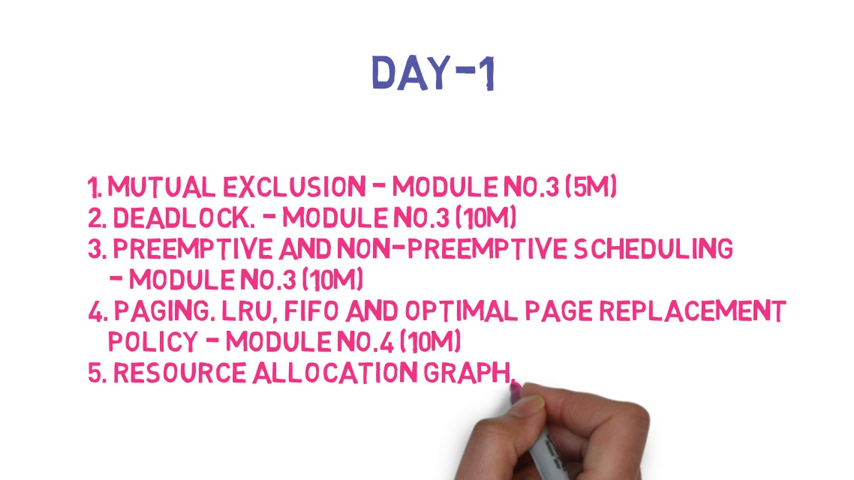 DAY-1
1. MUTUAL EXCLUSION - MODULE NO.3 (5M)
2. DEADLOCK. - MODULE NO.3 (10M)
3. PREEMPTIVE AND NON-PREEMPTIVE SCHEDULING
- MODULE NO.3 (10M)
4. PAGING. LRU, FIFO AND OPTIMAL PAGE REPLACEMENT
POLICY - MODULE NO.4 (10M)
5. RESOURCE ALLOCATION GRAPH.